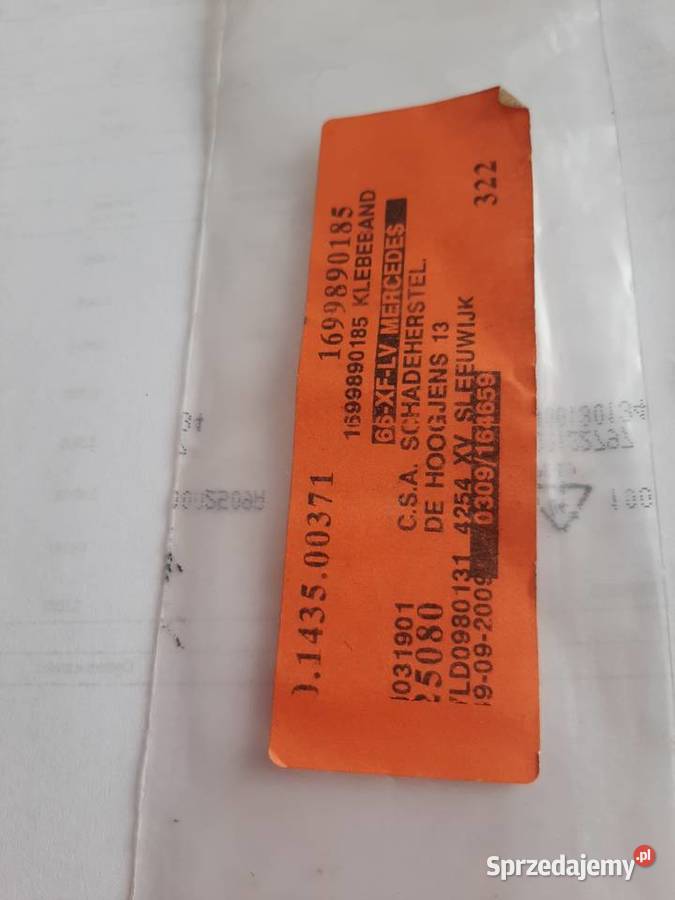 ).1435.00371 1699890185
1699890185 KLEBEBAND
66-XF-LV MERCEDES
031901 C.S.A. SCHADEHERSTEL.
25080 DE HOOGJENS 13
LD0980131 4254 XV SLEEUWIJK
9-09-2009 0309/164659 322
Sprzedajemy.pl